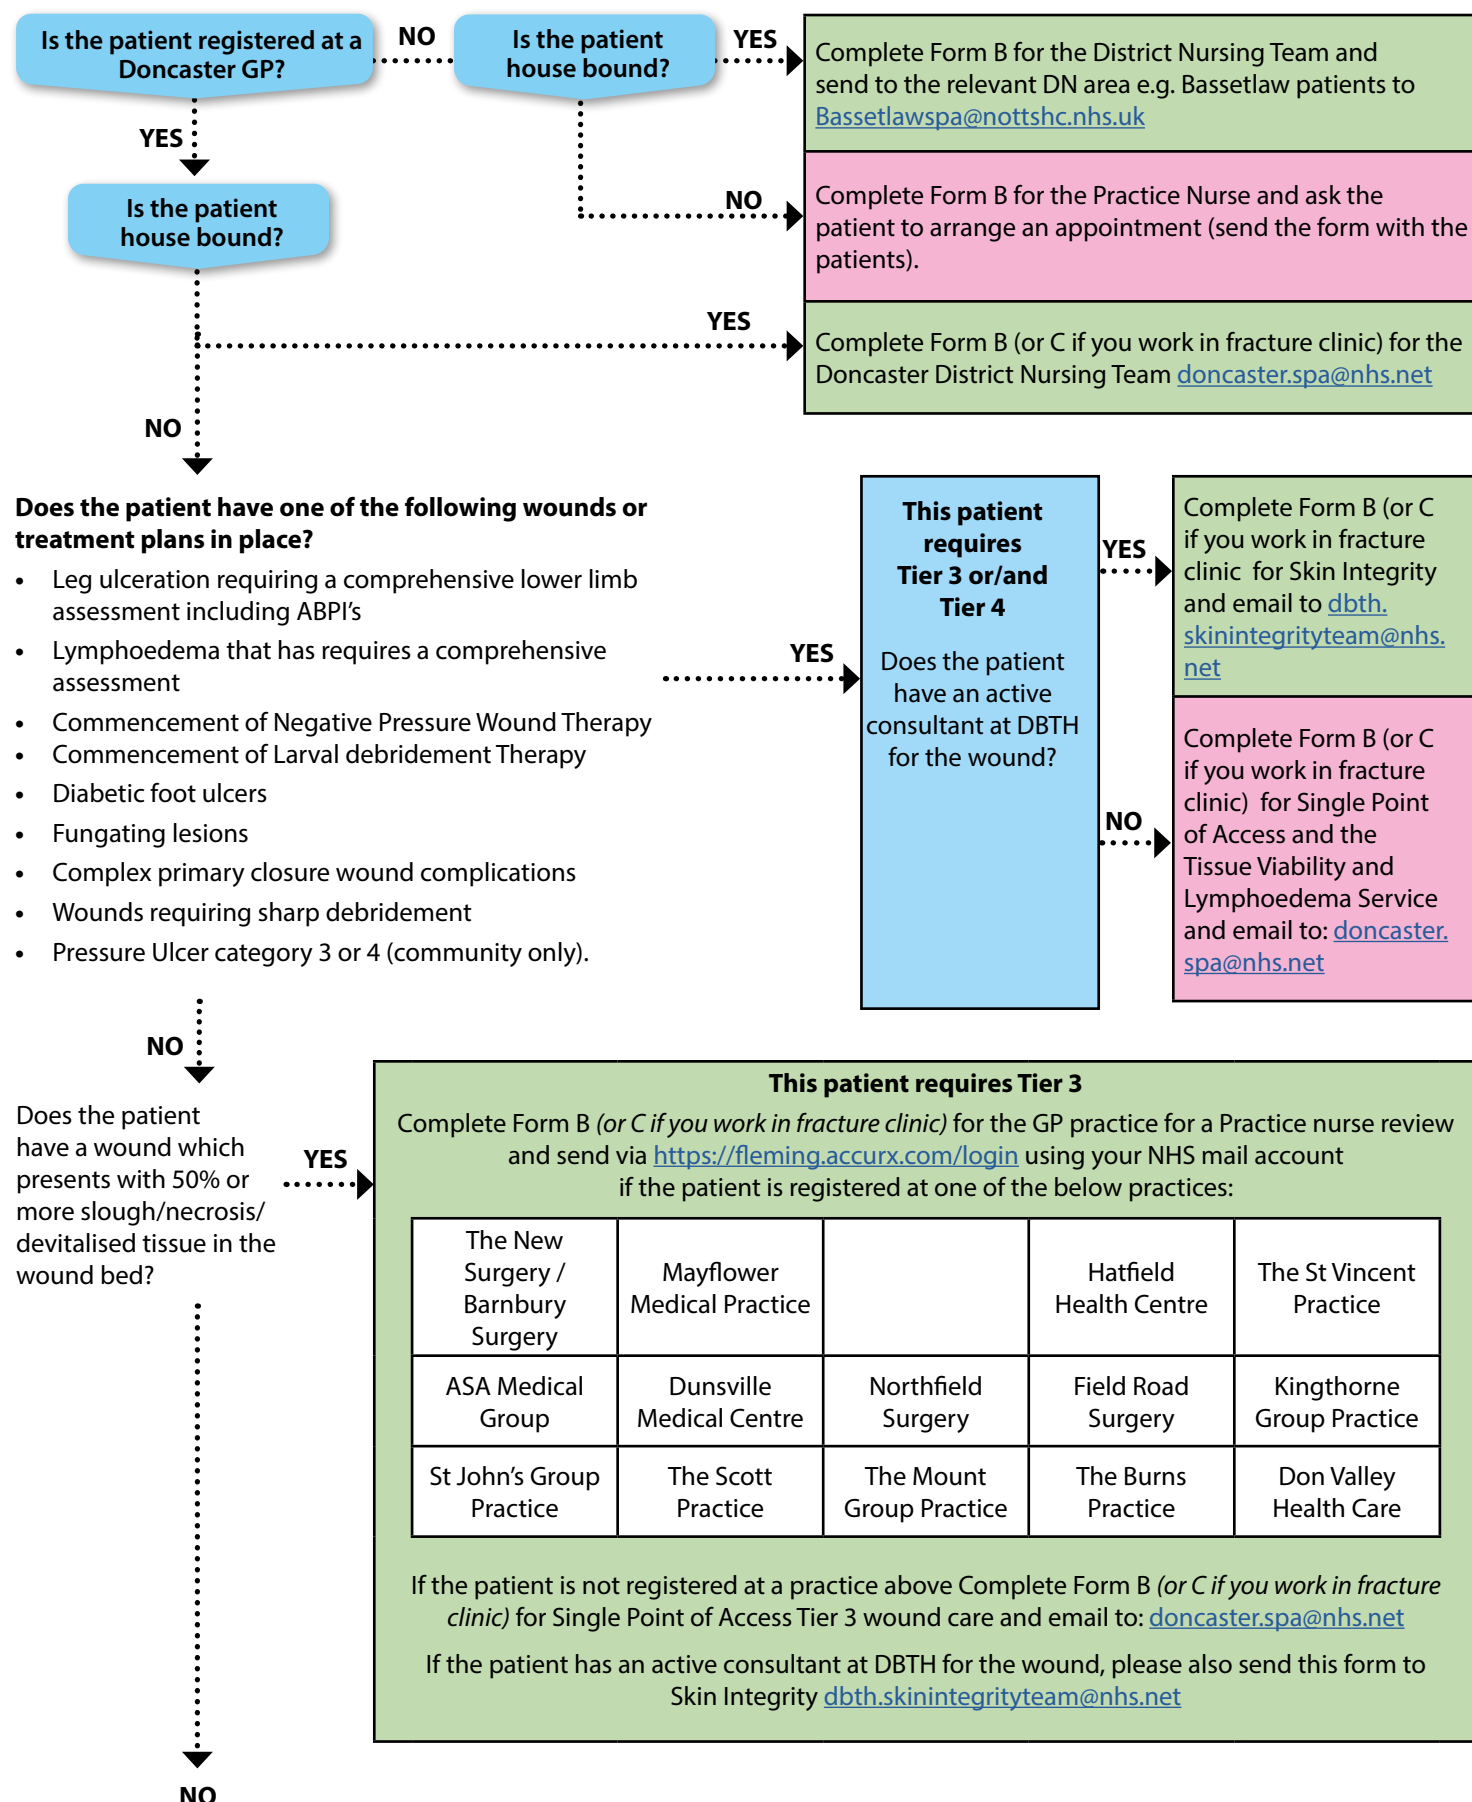 Is the patient registered at a
Doncaster GP?
NO
Is the patient
house bound?
YES
Complete Form B for the District Nursing Team and
send to the relevant DN area e.g. Bassetlaw patients to
Bassetlawspa@nottshc.nhs.uk
YES
NO
Complete Form B for the Practice Nurse and ask the
patient to arrange an appointment (send the form with the
patients).
Is the patient
house bound?
YES
Complete Form B (or C if you work in fracture clinic) for the
Doncaster District Nursing Team doncaster.spa@nhs.net
NO
Does the patient have one of the following wounds or
treatment plans in place?
• Leg ulceration requiring a comprehensive lower limb
assessment including ABPI's
• Lymphoedema that has requires a comprehensive
assessment
• Commencement of Negative Pressure Wound Therapy
• Commencement of Larval debridement Therapy
• Diabetic foot ulcers
• Fungating lesions
• Complex primary closure wound complications
• Wounds requiring sharp debridement
• Pressure Ulcer category 3 or 4 (community only).
YES
This patient
requires
Tier 3 or/and
Tier 4
Does the patient
have an active
consultant at DBTH
for the wound?
YES
Complete Form B (or C
if you work in fracture
clinic  for Skin Integrity
and email to dbth.
skinintegrityteam@nhs.
net
NO
Complete Form B (or C
if you work in fracture
clinic)  for Single Point
of Access and the
Tissue Viability and
Lymphoedema Service
and email to: doncaster.
spa@nhs.net
NO
Does the patient
have a wound which
presents with 50% or
more slough/necrosis/
devitalised tissue in the
wound bed?
YES
This patient requires Tier 3
Complete Form B (or C if you work in fracture clinic) for the GP practice for a Practice nurse review
and send via https://fleming.accurx.com/login using your NHS mail account
if the patient is registered at one of the below practices:
The New
Surgery /
Barnbury
Surgery
Mayflower
Medical Practice
Hatfield
Health Centre
The St Vincent
Practice
ASA Medical
Group
Dunsville
Medical Centre
Northfield
Surgery
Field Road
Surgery
Kingthorne
Group Practice
St John's Group
Practice
The Scott
Practice
The Mount
Group Practice
The Burns
Practice
Don Valley
Health Care
If the patient is not registered at a practice above Complete Form B (or C if you work in fracture
clinic) for Single Point of Access Tier 3 wound care and email to: doncaster.spa@nhs.net
If the patient has an active consultant at DBTH for the wound, please also send this form to
Skin Integrity dbth.skinintegrityteam@nhs.net
NO